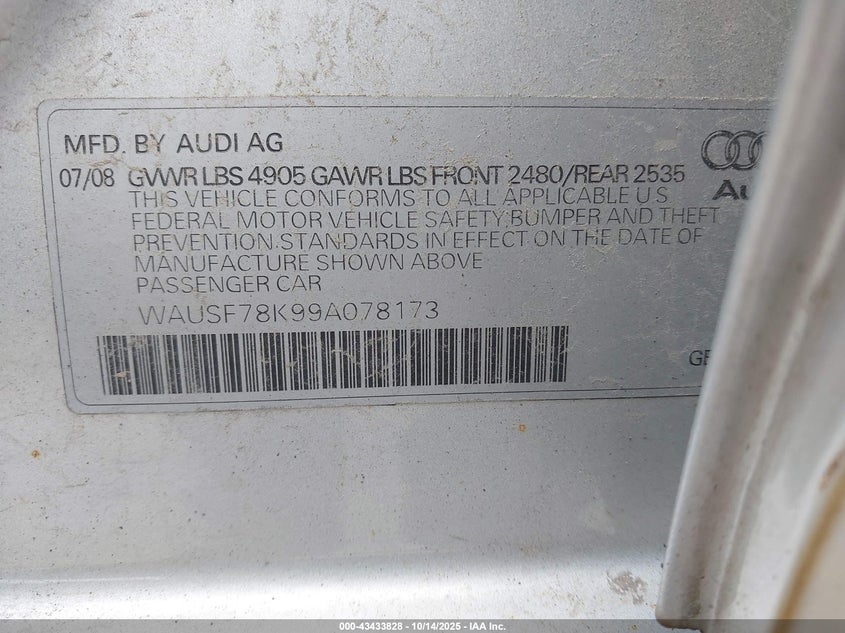 MFD. BY AUDI AG
07/08 GVWR LBS 4905 GAWR LBS FRONT 2480/REAR 2535
THIS VEHICLE CONFORMS TO ALL APPLICABLE U S
FEDERAL MOTOR VEHICLE SAFETY,BUMPER AND THEFT
PREVENTION STANDARDS IN EFFECT ON THE DATE OF
MANUFACTURE SHOWN ABOVE
PASSENGER CAR
WAUSF78K99A078173
000-43433828 - 10/14/2025 - IAA Inc.